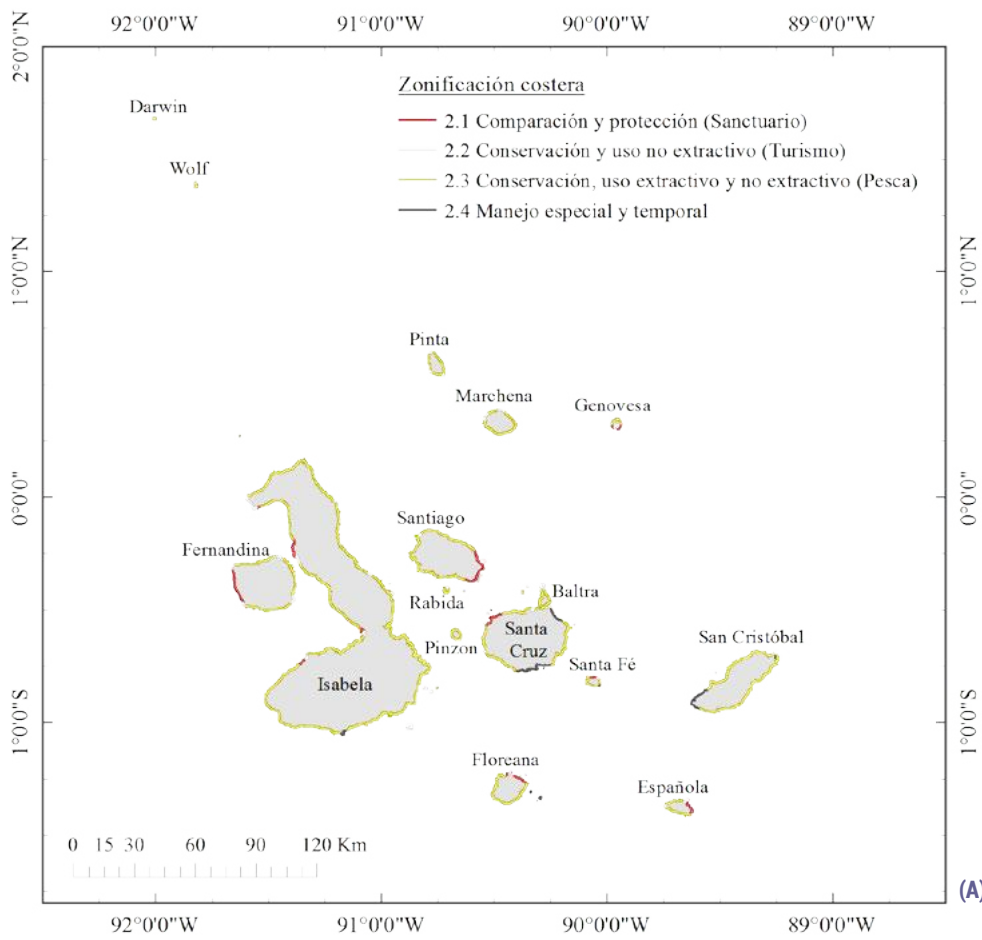 92°0'0"W 91°0'0"W 90°0'0"W 89°0'0"W
2°0'0"N
Zonificación costera
2.1 Comparación y protección (Sanctuario)
2.2 Conservación y uso no extractivo (Turismo)
2.3 Conservación, uso extractivo y no extractivo (Pesca)
2.4 Manejo especial y temporal
Darwin
Wolf
1°0'0"N 1°0'0"N
Pinta
Marchena
Genovesa
0°0'0" 0°0'0"
Santiago
Fernandina
Rabida
Baltra
Pinzon
Santa
Cruz
San Cristóbal
Santa Fé
Isabela
1°0'0"S 1°0'0"S
Floreana
Española
0 15 30 60 90 120 Km
(A)
92°0'0"W 91°0'0"W 90°0'0"W 89°0'0"W